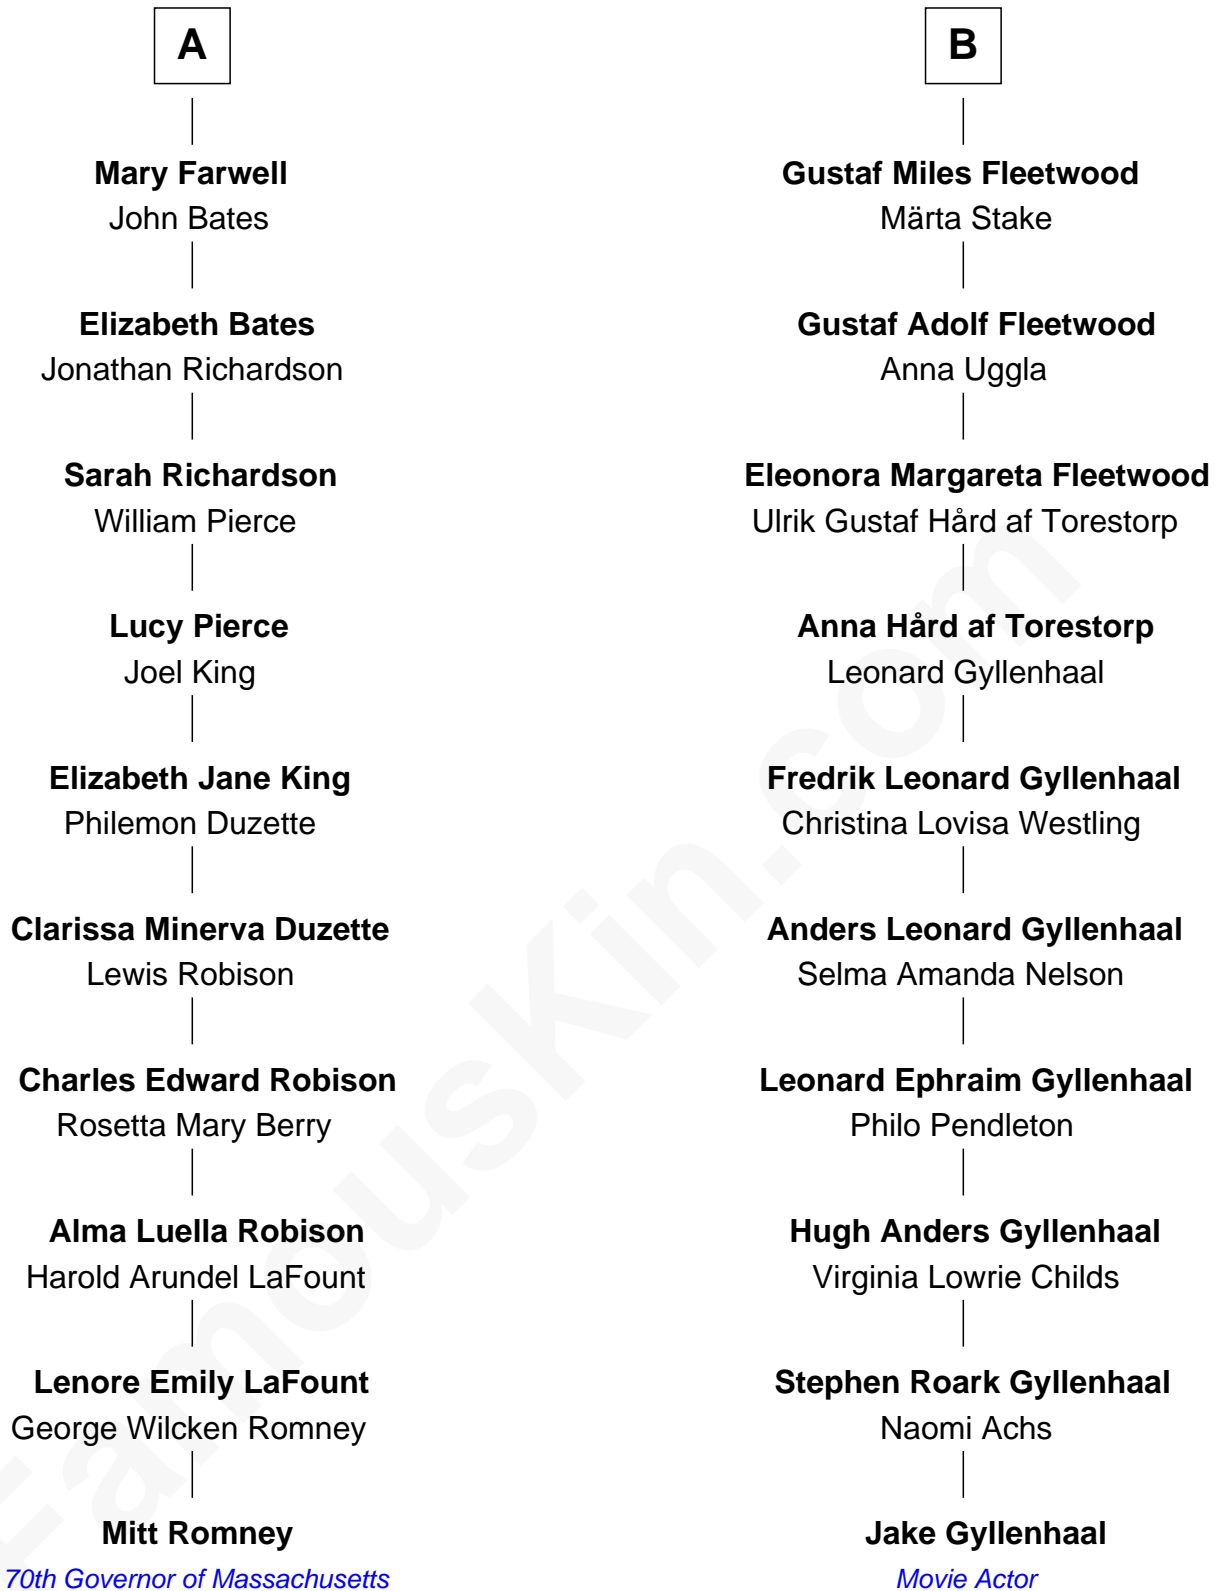 A
Mary Farwell
John Bates
Elizabeth Bates
Jonathan Richardson
Sarah Richardson
William Pierce
Lucy Pierce
Joel King
Elizabeth Jane King
Philemon Duzette
Clarissa Minerva Duzette
Lewis Robison
Charles Edward Robison
Rosetta Mary Berry
Alma Luella Robison
Harold Arundel LaFount
Lenore Emily LaFount
George Wilcken Romney
Mitt Romney
70th Governor of Massachusetts
B
Gustaf Miles Fleetwood
Märta Stake
Gustaf Adolf Fleetwood
Anna Uggla
Eleonora Margareta Fleetwood
Ulrik Gustaf Hård af Torestorp
Anna Hård af Torestorp
Leonard Gyllenhaal
Fredrik Leonard Gyllenhaal
Christina Lovisa Westling
Anders Leonard Gyllenhaal
Selma Amanda Nelson
Leonard Ephraim Gyllenhaal
Philo Pendleton
Hugh Anders Gyllenhaal
Virginia Lowrie Childs
Stephen Roark Gyllenhaal
Naomi Achs
Jake Gyllenhaal
Movie Actor
FamousKin.com